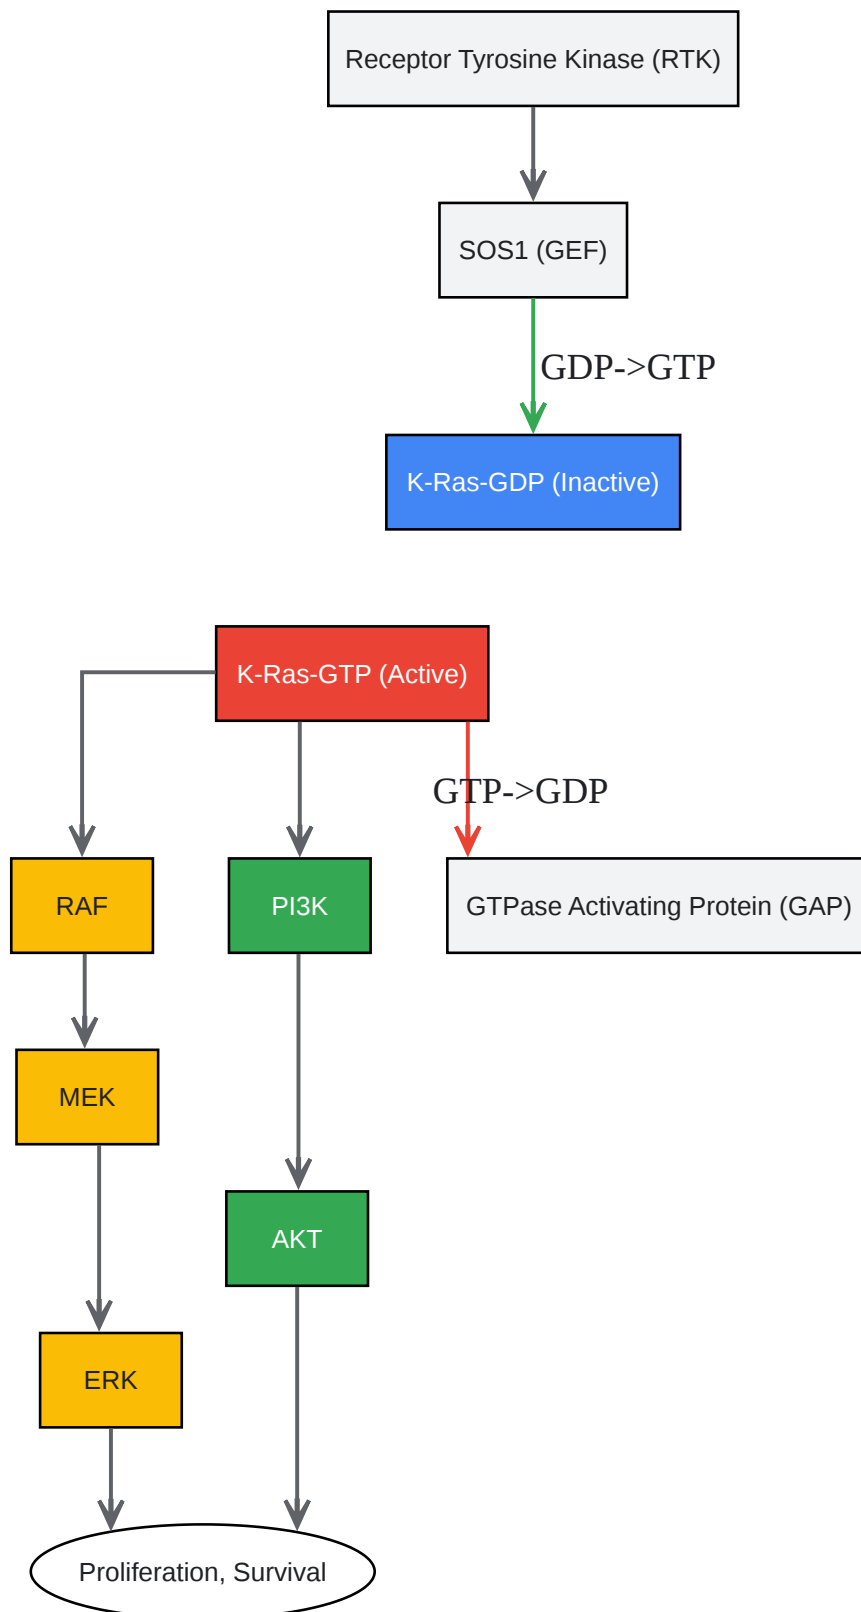 Receptor Tyrosine Kinase (RTK)
SOS1 (GEF)
GDP->GTP
K-Ras-GDP (Inactive)
K-Ras-GTP (Active)
GTP->GDP
RAF
PI3K
GTPase Activating Protein (GAP)
MEK
AKT
ERK
Proliferation, Survival